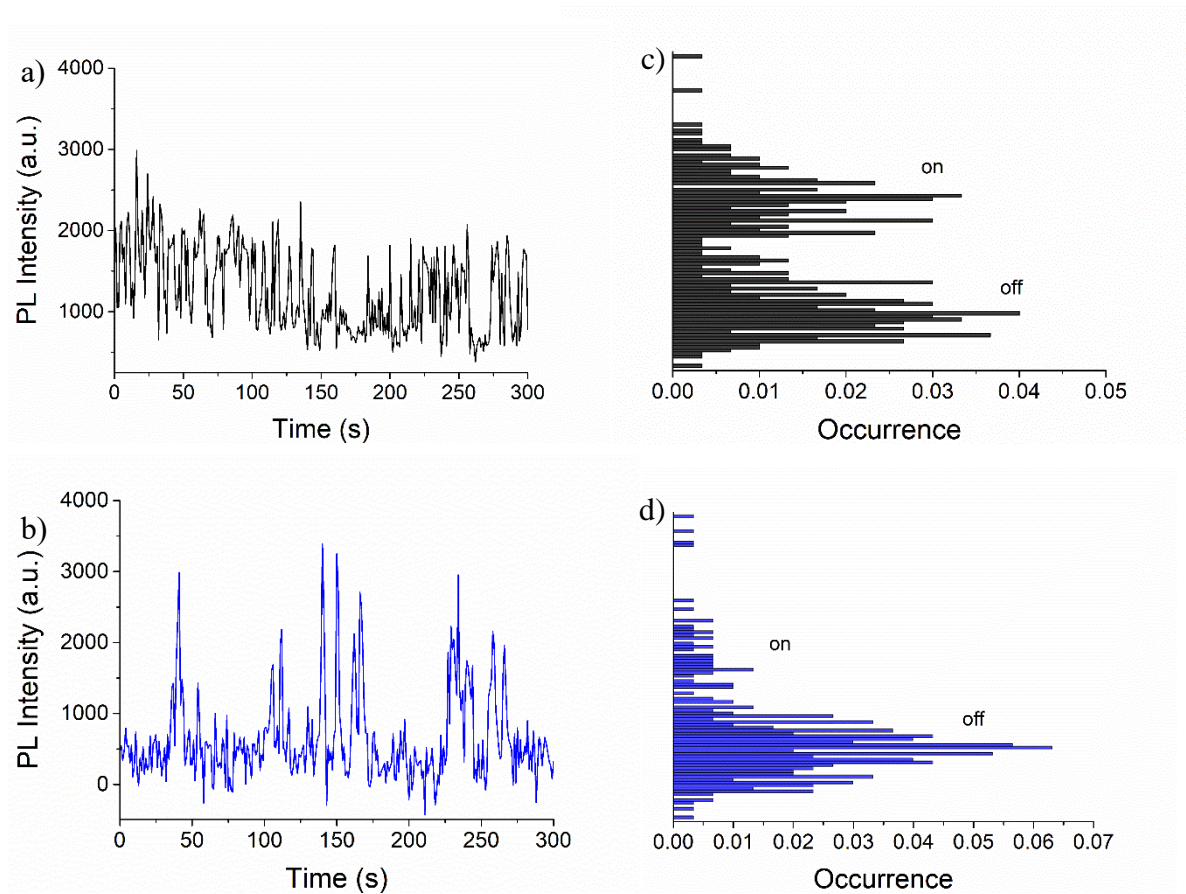 a)
4000
3000
2000
1000
PL Intensity (a.u.)
0 50 100 150 200 250 300
Time (s)
c)
on
off
0.00 0.01 0.02 0.03 0.04 0.05
Occurrence
b)
4000
3000
2000
1000
0
PL Intensity (a.u.)
0 50 100 150 200 250 300
Time (s)
d)
on
off
0.00 0.01 0.02 0.03 0.04 0.05 0.06 0.07
Occurrence